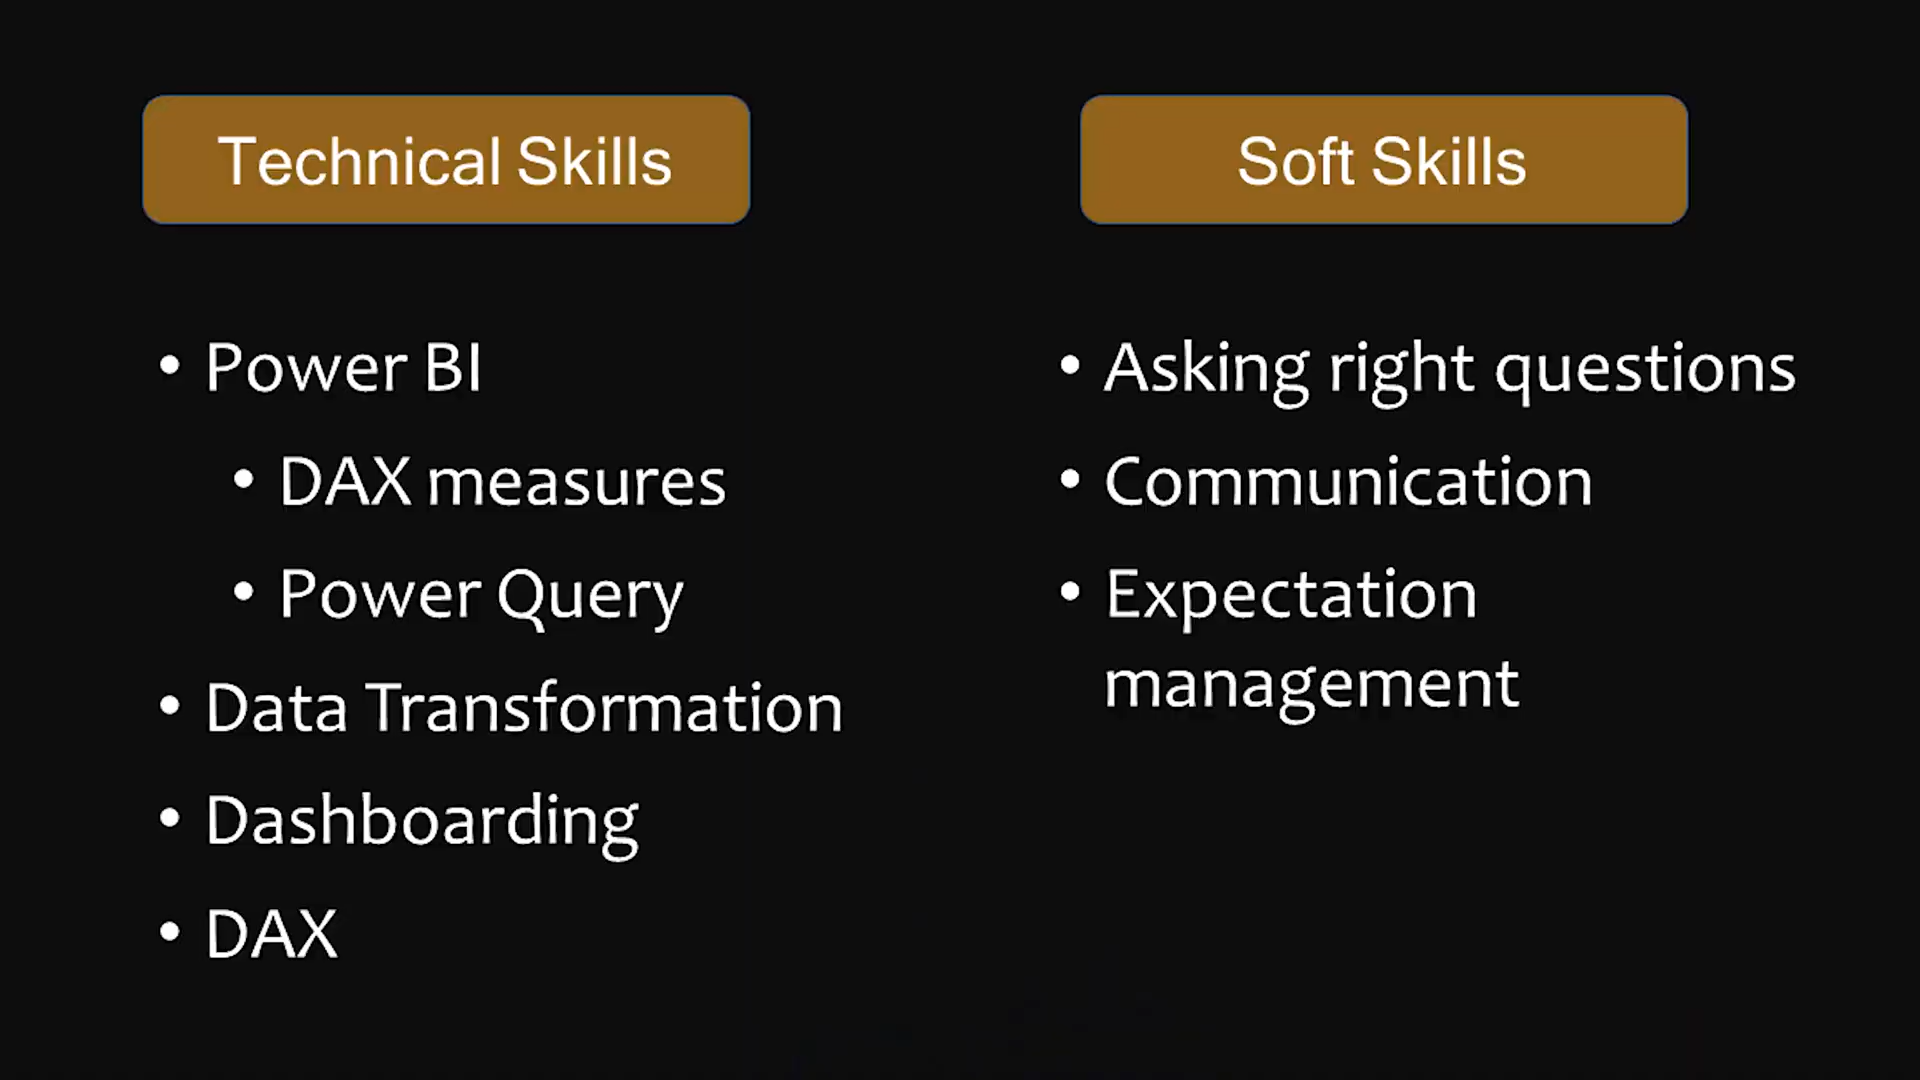 Technical Skills
• Power BI
• DAX measures
• Power Query
• Data Transformation
• Dashboarding
• DAX
Soft Skills
• Asking right questions
• Communication
• Expectation
management